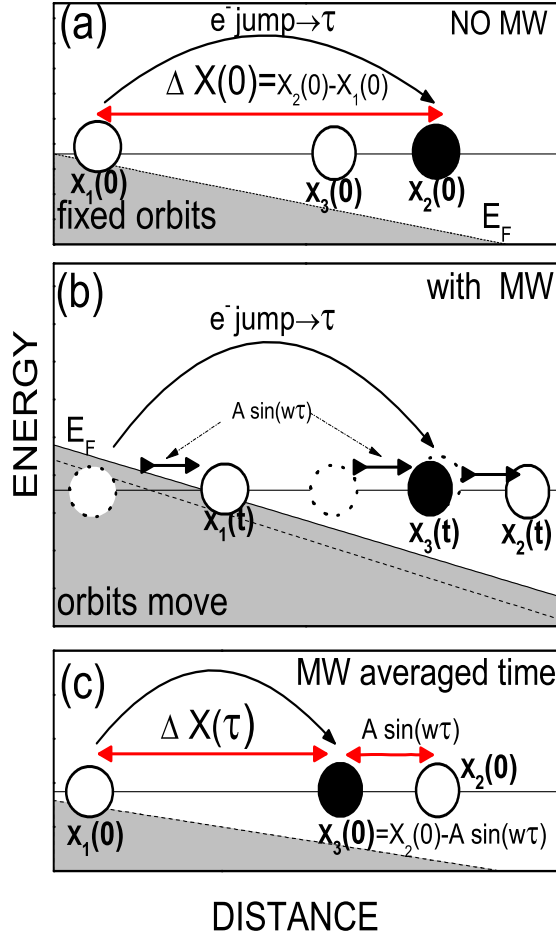 (a)
NO MW
e⁻ jump→τ
Δ X(0)=X₂(0)-X₁(0)
X₁(0)
X₃(0)
X₂(0)
fixed orbits
E_F
(b)
with MW
e⁻ jump→τ
A sin(wτ)
E_F
X₁(t)
X₃(t)
X₂(t)
orbits move
ENERGY
(c)
MW averaged time
Δ X(τ)
A sin(wτ)
X₂(0)
X₁(0)
X₃(0)=X₂(0)-A sin(wτ)
DISTANCE